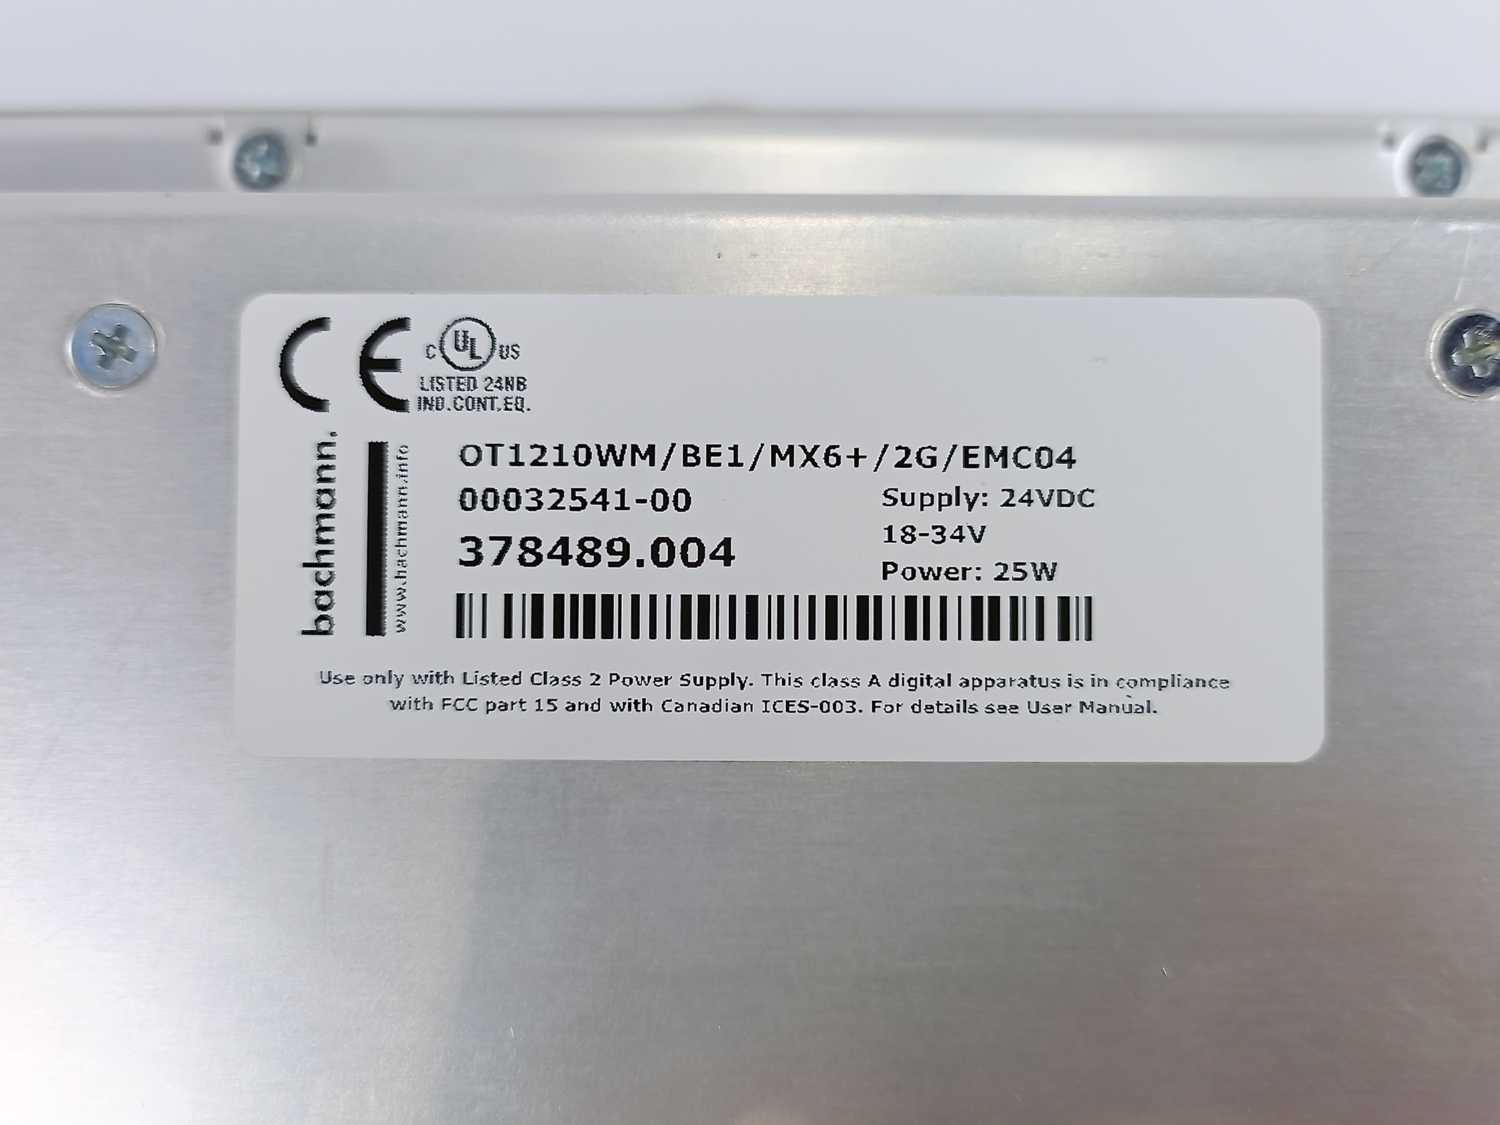 CE
C UL US
LISTED 24NB
IND.CONT.EQ.
bachmann.
www.bachmann.info
OT1210WM/BE1/MX6+/2G/EMC04
00032541-00
378489.004
Supply: 24VDC
18-34V
Power: 25W
Use only with Listed Class 2 Power Supply. This class A digital apparatus is in compliance
with FCC part 15 and with Canadian ICES-003. For details see User Manual.